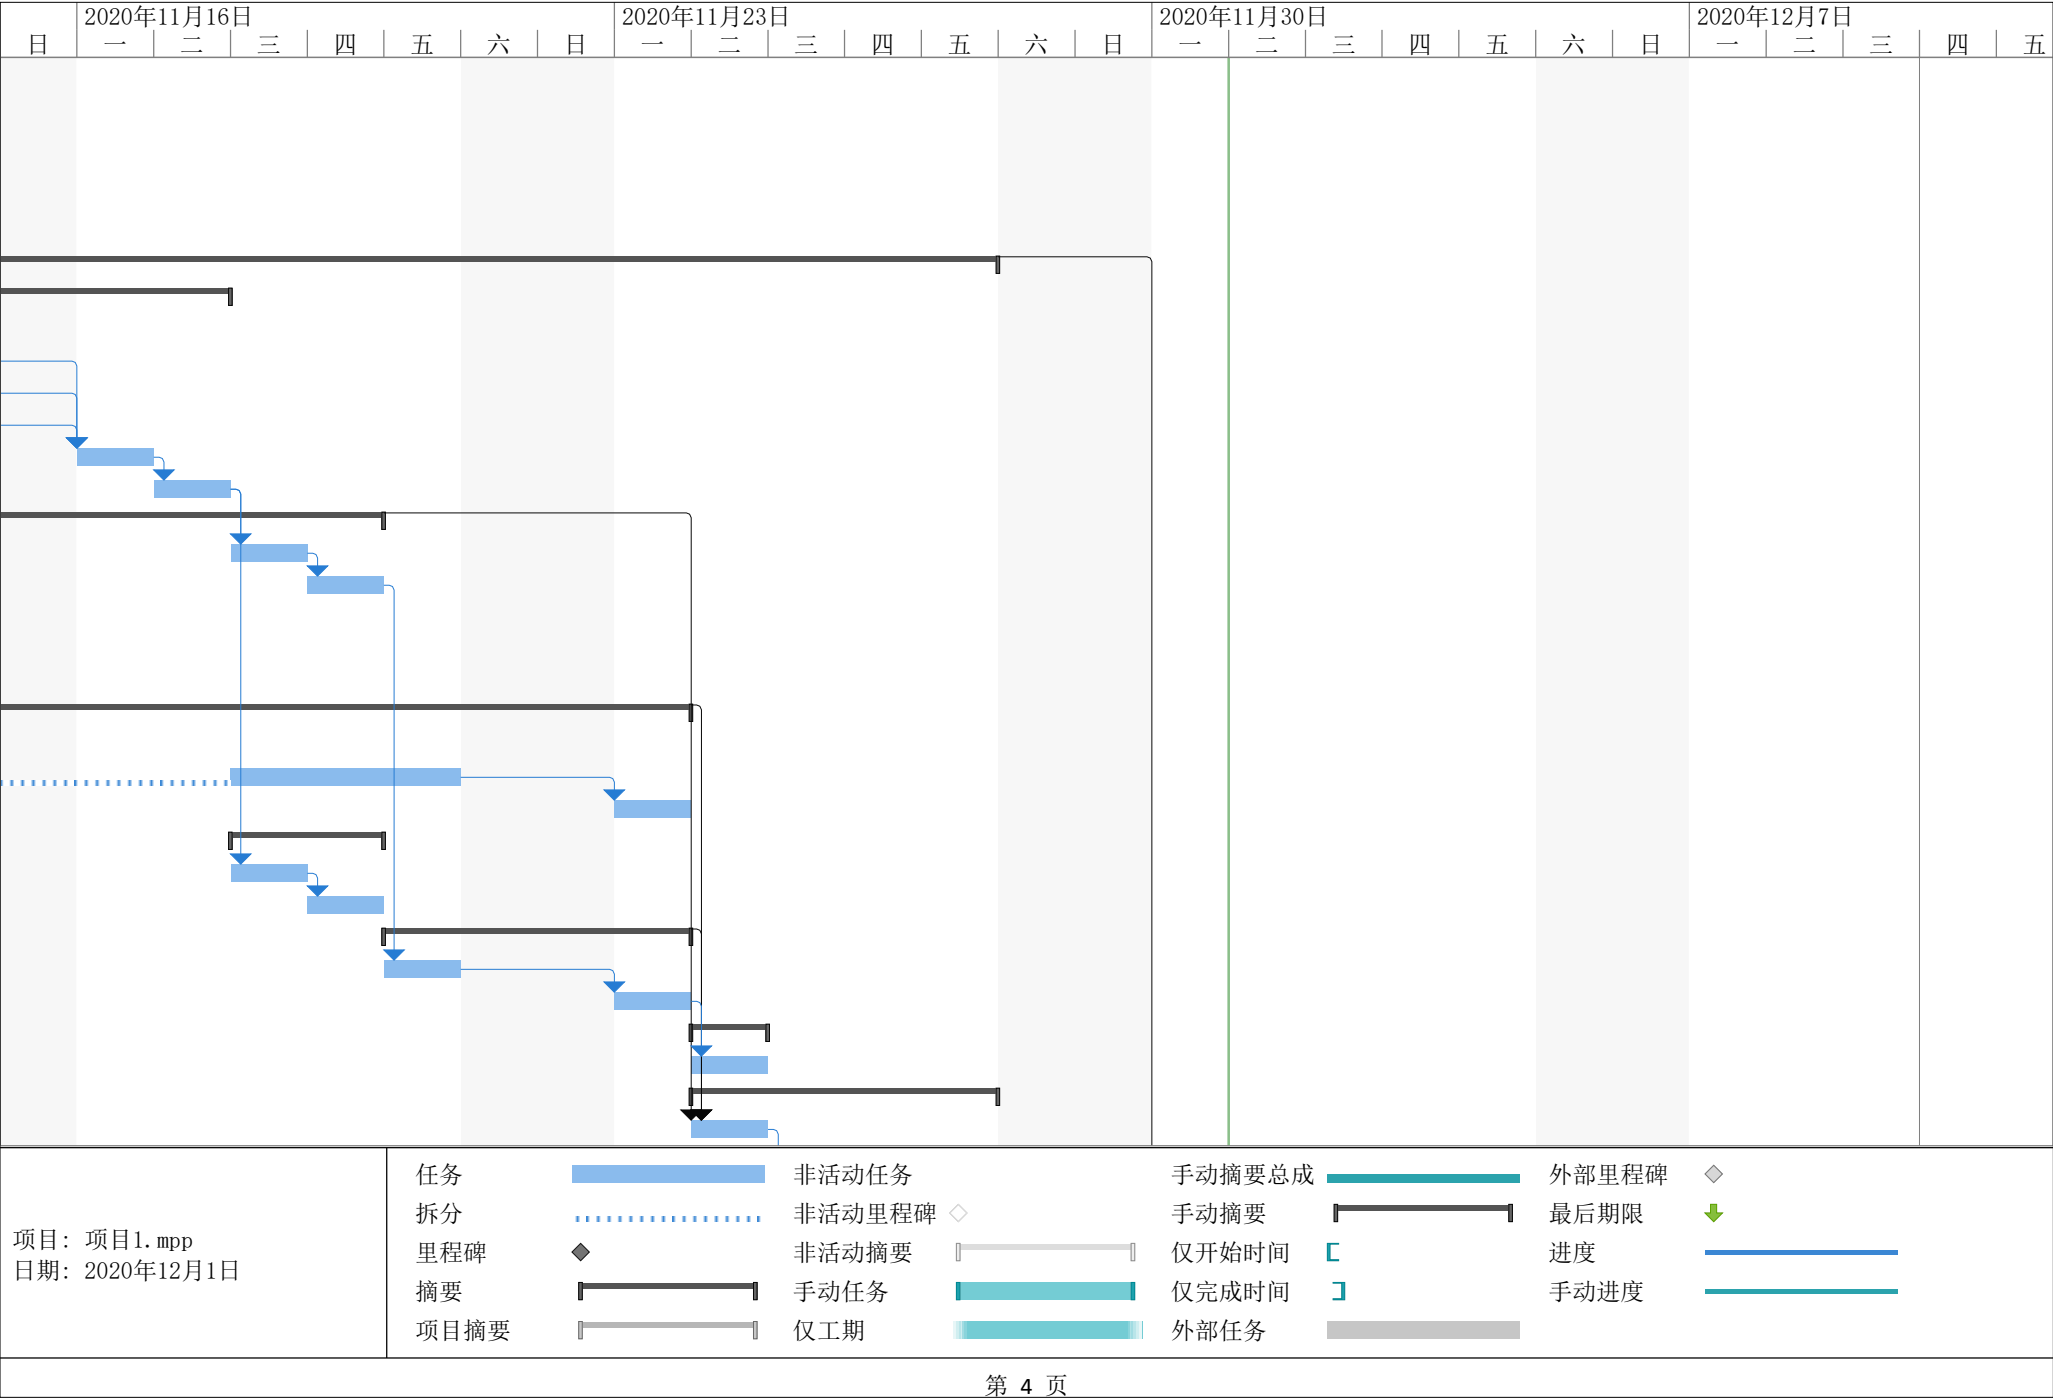 2020年11月16日 2020年11月23日 2020年11月30日 2020年12月7日
日 一 二 三 四 五 六 日 一 二 三 四 五 六 日 一 二 三 四 五 六 日 一 二 三 四 五
任务 非活动任务 手动摘要总成 外部里程碑
拆分 非活动里程碑 手动摘要 最后期限
里程碑 非活动摘要 仅开始时间 进度
摘要 手动任务 仅完成时间 手动进度
项目摘要 仅工期 外部任务
项目: 项目1.mpp
日期: 2020年12月1日
第 4 页